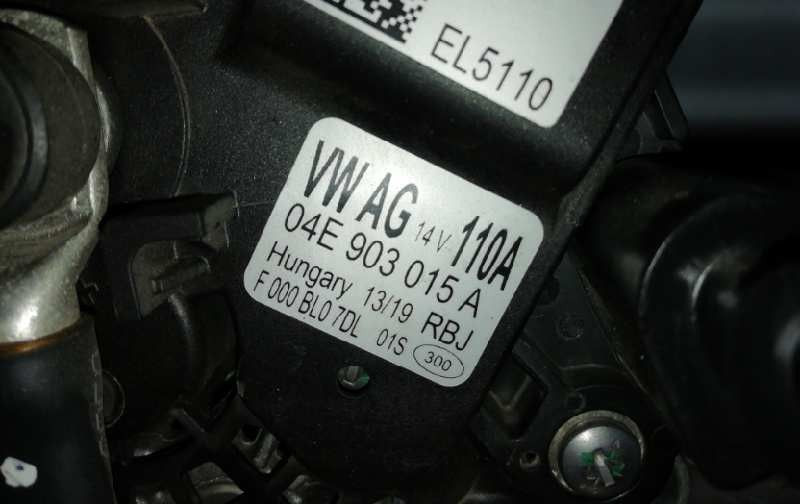 EL5110
VW AG 14V 110A
04E 903 015 A
Hungary 13/19 RBJ
F 000 BL0 7DL 01S 300